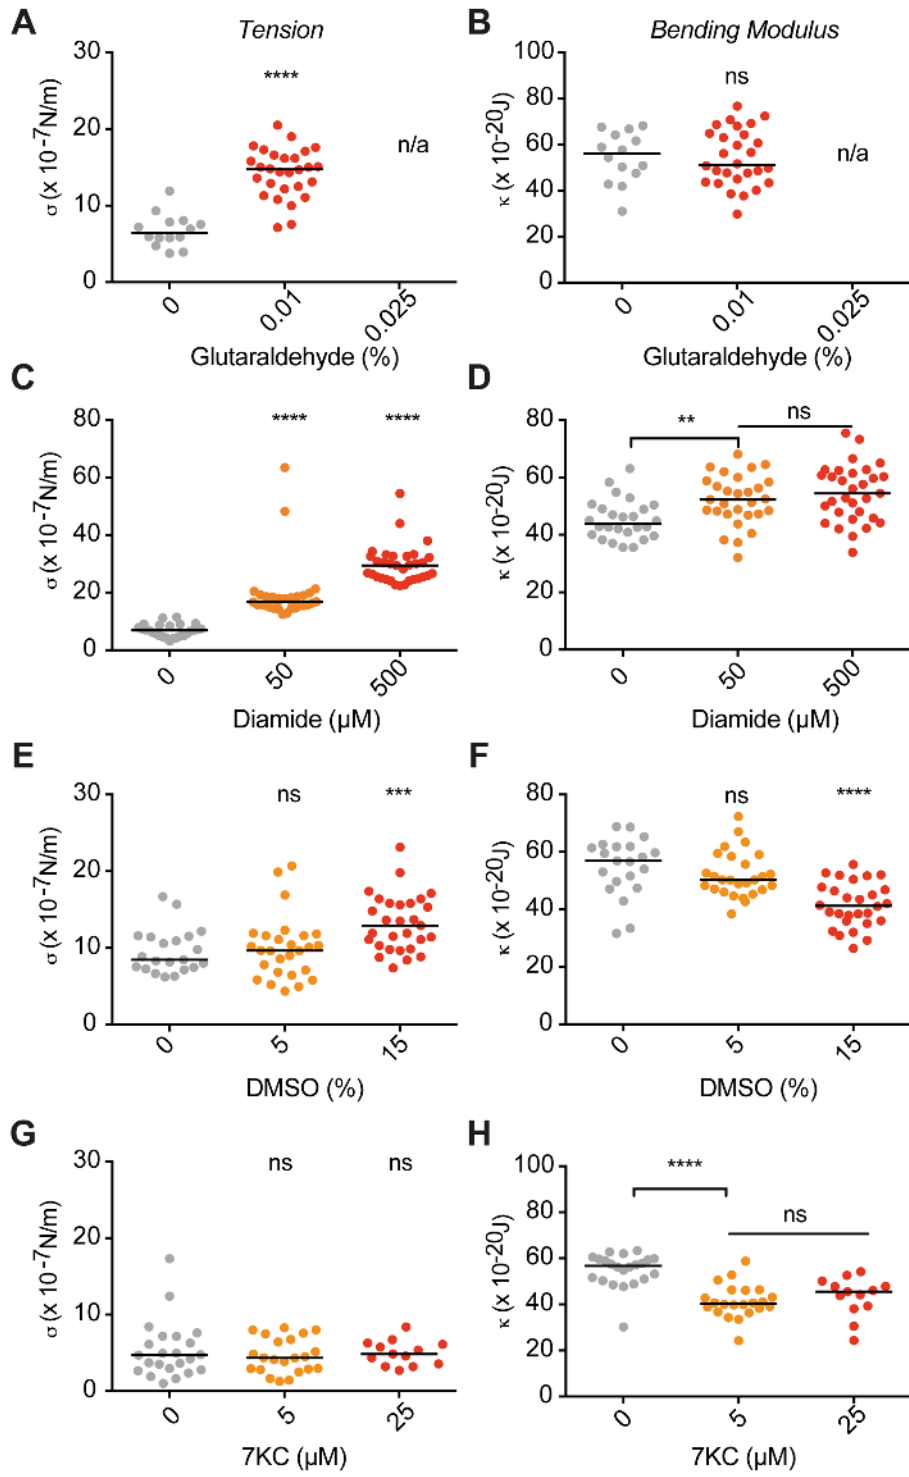 A
Tension
σ (x 10⁻⁷N/m)
30
20
10
0
****
n/a
0
0.01
0.025
Glutaraldehyde (%)
B
Bending Modulus
κ (x 10⁻²⁰J)
100
80
60
40
20
0
ns
n/a
0
0.01
0.025
Glutaraldehyde (%)
C
σ (x 10⁻⁷N/m)
80
60
40
20
0
****
****
0
50
500
Diamide (µM)
D
κ (x 10⁻²⁰J)
80
60
40
20
0
**
ns
0
50
500
Diamide (µM)
E
σ (x 10⁻⁷N/m)
30
20
10
0
ns
***
0
5
15
DMSO (%)
F
κ (x 10⁻²⁰J)
80
60
40
20
0
ns
****
0
5
15
DMSO (%)
G
σ (x 10⁻⁷N/m)
30
20
10
0
ns
ns
0
5
25
7KC (µM)
H
κ (x 10⁻²⁰J)
100
80
60
40
20
0
****
ns
0
5
25
7KC (µM)